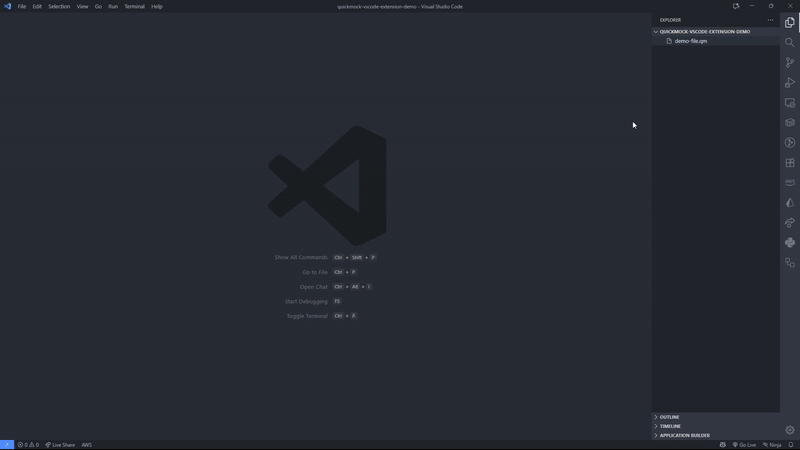 File Edit Selection View Go Run Terminal Help
quickmock-vscode-extension-demo - Visual Studio Code
EXPLORER
QUICKMOCK-VSCODE-EXTENSION-DEMO
demo-file.qm
Show All Commands Ctrl + Shift + P
Go to File Ctrl + P
Open Chat Ctrl + Alt + I
Start Debugging F5
Toggle Terminal Ctrl +
OUTLINE
TIMELINE
APPLICATION BUILDER
0 0 Live Share AWS
Go Live Ninja